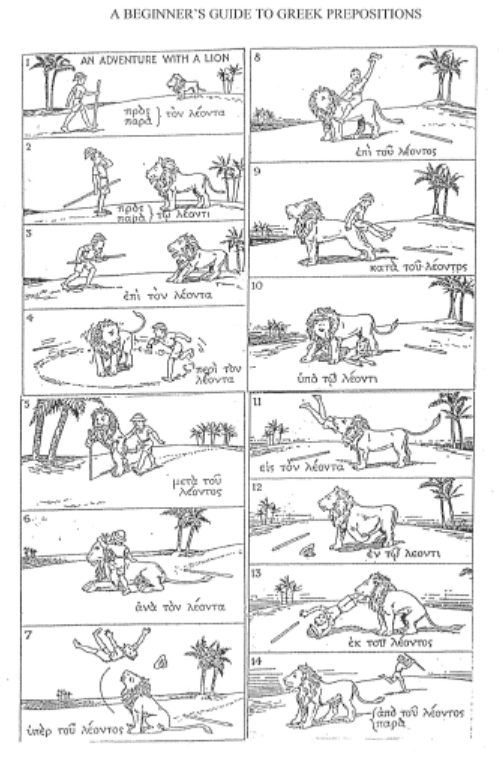 A BEGINNER'S GUIDE TO GREEK PREPOSITIONS
1 AN ADVENTURE WITH A LION
πρὸς
παρὰ } τὸν λέοντα
2
πρὸς
παρὰ } τῷ λέοντι
3
ἐπὶ τὸν λέοντα
4
περὶ τὸν
λέοντα
5
μετὰ τοῦ
λέοντος
6
ἀνὰ τὸν λέοντα
7
ὑπὲρ τοῦ λέοντος
8
ἐπὶ τοῦ λέοντος
9
κατὰ τοῦ λέοντος
10
ὑπὸ τῷ λέοντι
11
εἰς τὸν λέοντα
12
ἐν τῷ λεοντι
13
ἐκ τοῦ λέοντος
14
{ἀπὸ τοῦ λέοντος
παρὰ